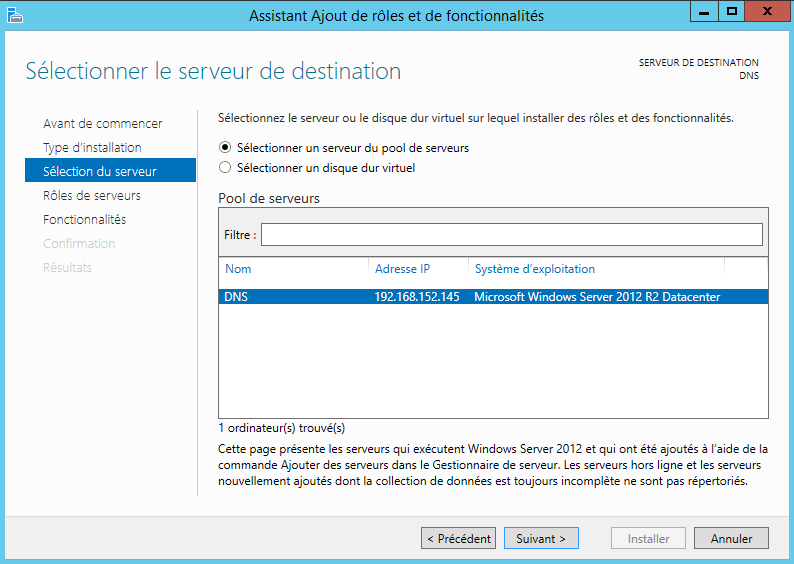 Assistant Ajout de rôles et de fonctionnalités
Sélectionner le serveur de destination
SERVEUR DE DESTINATION
DNS
Avant de commencer
Type d'installation
Sélection du serveur
Rôles de serveurs
Fonctionnalités
Confirmation
Résultats
Sélectionnez le serveur ou le disque dur virtuel sur lequel installer des rôles et des fonctionnalités.
Sélectionner un serveur du pool de serveurs
Sélectionner un disque dur virtuel
Pool de serveurs
Filtre :
Nom Adresse IP Système d'exploitation
DNS 192.168.152.145 Microsoft Windows Server 2012 R2 Datacenter
1 ordinateur(s) trouvé(s)
Cette page présente les serveurs qui exécutent Windows Server 2012 et qui ont été ajoutés à l'aide de la
commande Ajouter des serveurs dans le Gestionnaire de serveur. Les serveurs hors ligne et les serveurs
nouvellement ajoutés dont la collection de données est toujours incomplète ne sont pas répertoriés.
< Précédent Suivant > Installer Annuler